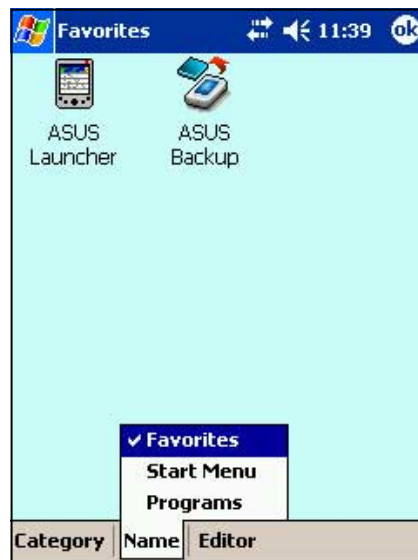 Favorites 11:39 ok
ASUS Launcher
ASUS Backup
Favorites
Start Menu
Programs
Category Name Editor